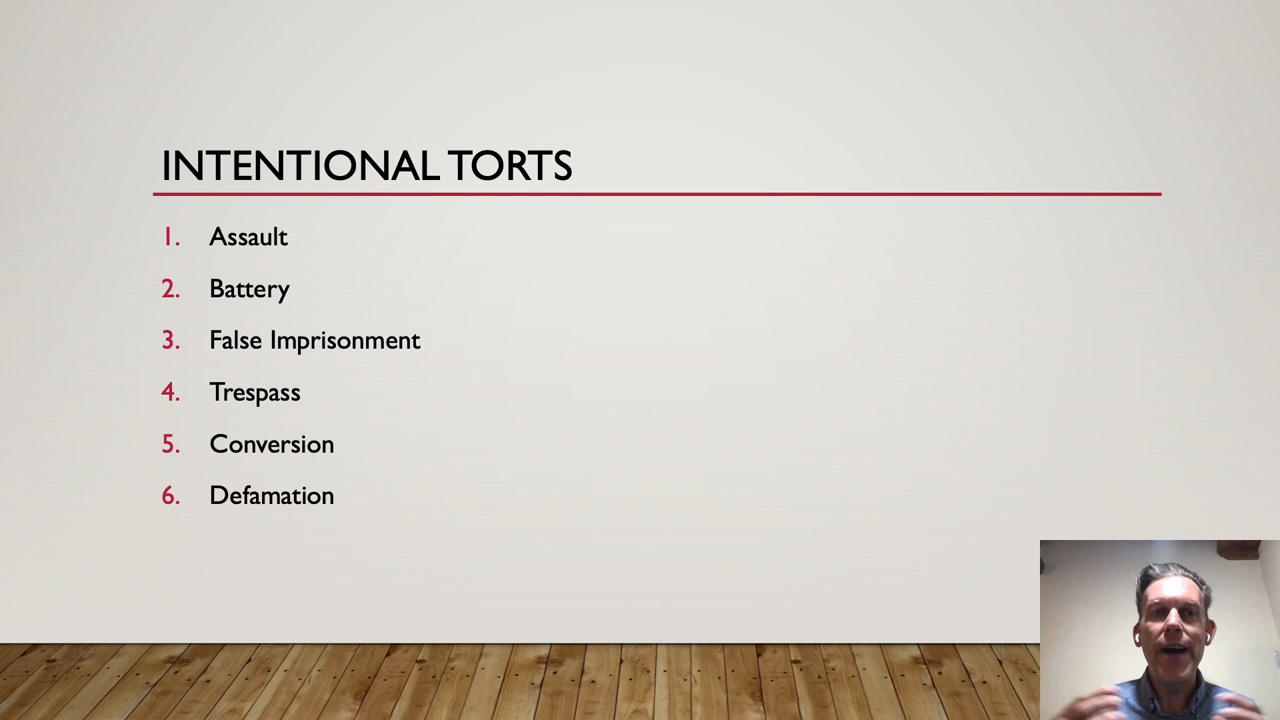 INTENTIONAL TORTS
1. Assault
2. Battery
3. False Imprisonment
4. Trespass
5. Conversion
6. Defamation